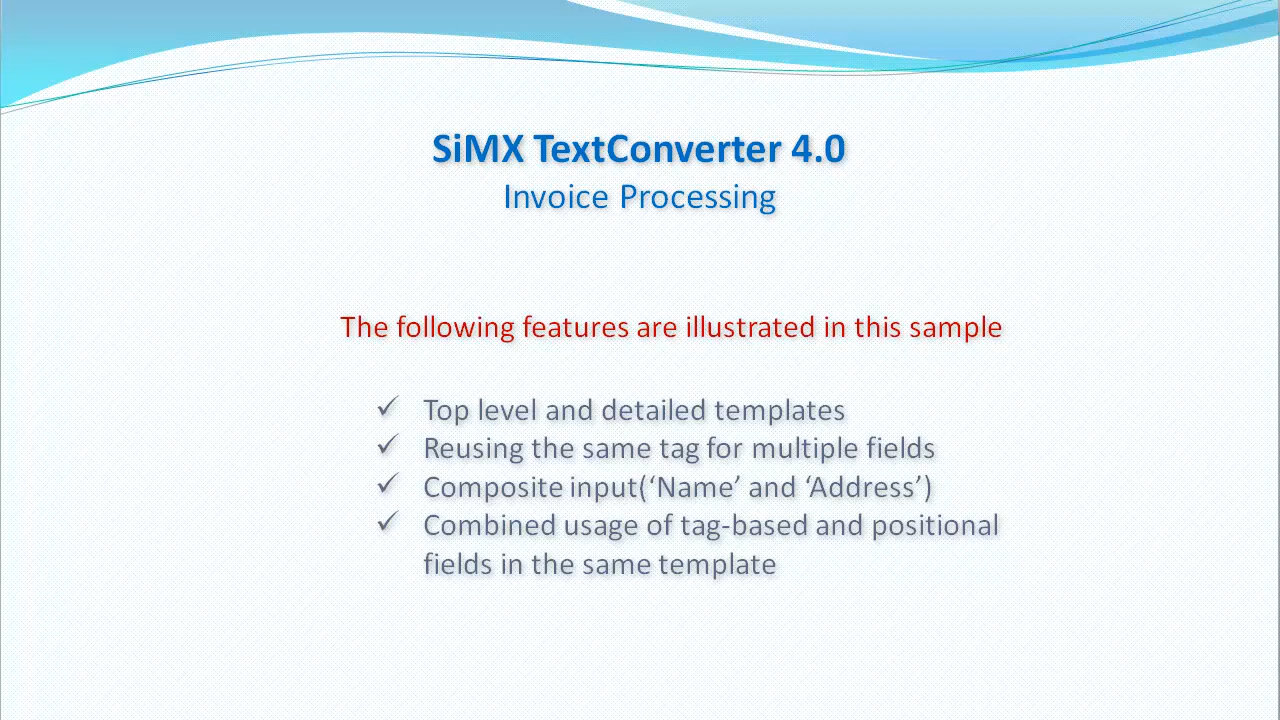 SiMX TextConverter 4.0
Invoice Processing
The following features are illustrated in this sample
✓ Top level and detailed templates
✓ Reusing the same tag for multiple fields
✓ Composite input(‘Name’ and ‘Address’)
✓ Combined usage of tag-based and positional
fields in the same template